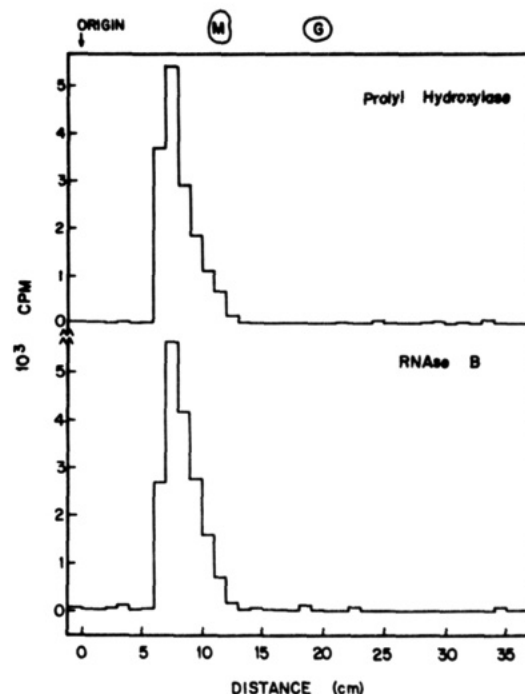 ORIGIN
M
G
Prolyl Hydroxylase
5
4
3
2
1
0
CPM
10³
RNAse B
5
4
3
2
1
0
0 5 10 15 20 25 30 35
DISTANCE (cm)